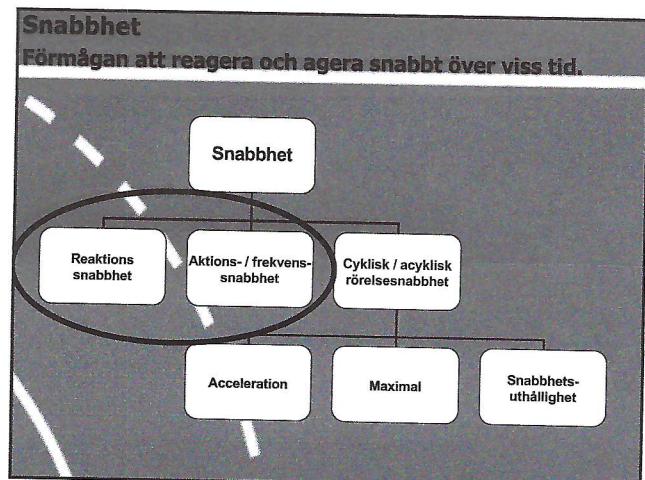 Snabbhet
Förmågan att reagera och agera snabbt över viss tid.
Snabbhet
Reaktions
snabbhet
Aktions- / frekvens-
snabbhet
Cyklisk / acyklisk
rörelsesnabbhet
Acceleration
Maximal
Snabbhets-
uthållighet